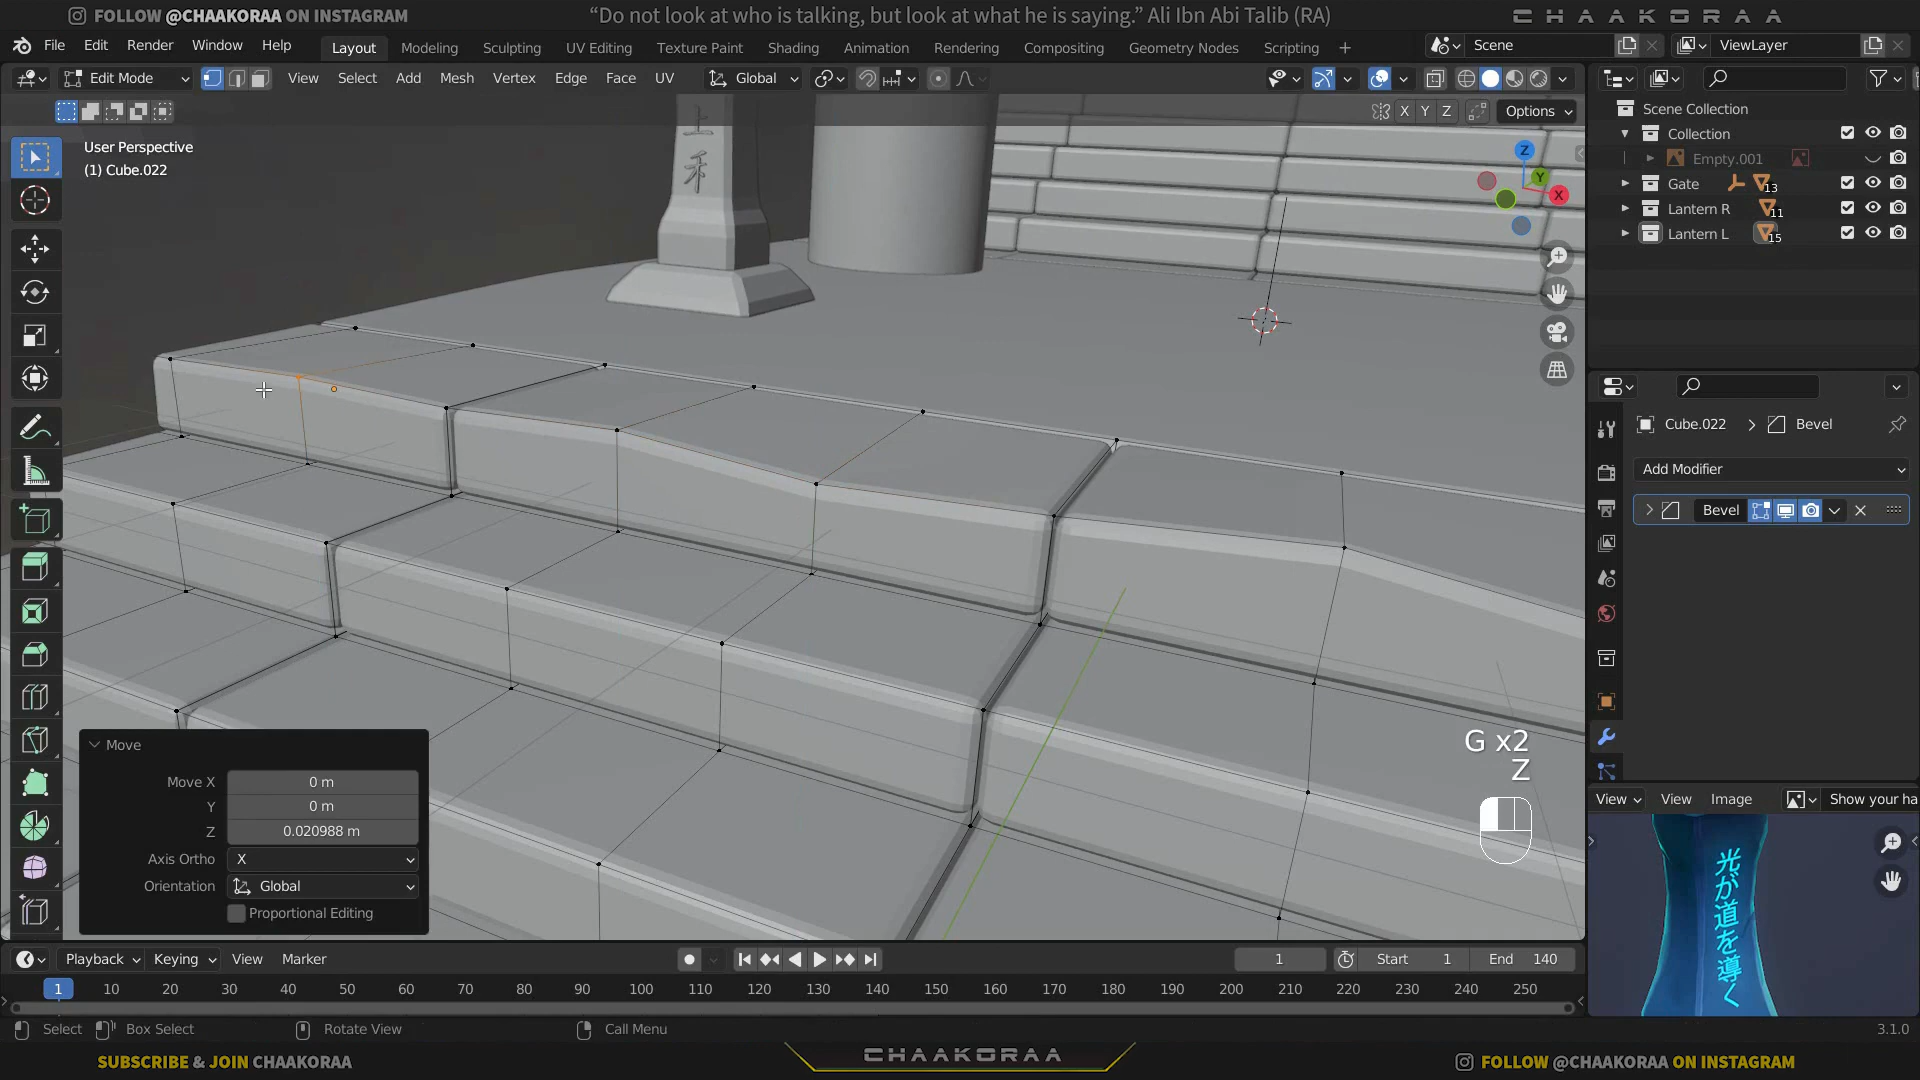 FOLLOW @CHAAKORAA ON INSTAGRAM
“Do not look at who is talking, but look at what he is saying.” Ali Ibn Abi Talib (RA)
CHAAKORAA
File Edit Render Window Help
Layout Modeling Sculpting UV Editing Texture Paint Shading Animation Rendering Compositing Geometry Nodes Scripting +
Scene
ViewLayer
Edit Mode View Select Add Mesh Vertex Edge Face UV Global
X Y Z Options
User Perspective
(1) Cube.022
上
禾
Z
Y
X
Scene Collection
Collection
Empty.001
Gate 13
Lantern R 11
Lantern L 15
Cube.022 > Bevel
Add Modifier
Bevel
G x2
Z
Move
Move X 0 m
Y 0 m
Z 0.020988 m
Axis Ortho X
Orientation Global
Proportional Editing
View View Image Show your ha
光が道を導く
Playback Keying View Marker
1 Start 1 End 140
1 10 20 30 40 50 60 70 80 90 100 110 120 130 140 150 160 170 180 190 200 210 220 230 240 250
Select Box Select Rotate View Call Menu 3.1.0
SUBSCRIBE & JOIN CHAAKORAA
CHAAKORAA
FOLLOW @CHAAKORAA ON INSTAGRAM